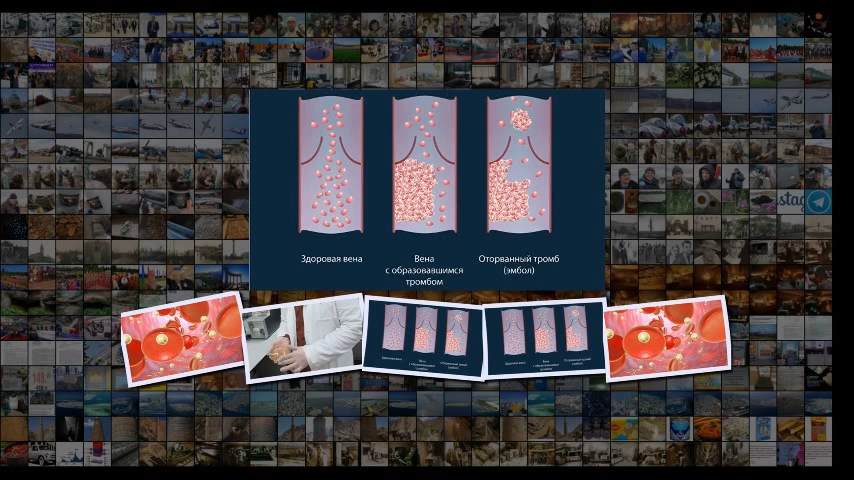 Здоровая вена
Вена
с образовавшимся
тромбом
Оторванный тромб
(эмбол)